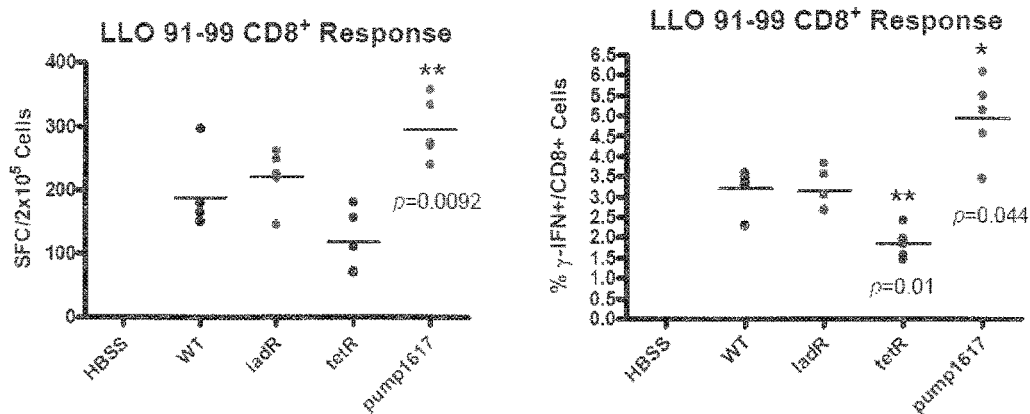 LLO 91-99 CD8⁺ Response
SFC/2x10⁵ Cells
400
300
200
100
0
**
p=0.0092
HBSS
WT
ladR
tetR
pump1617
LLO 91-99 CD8⁺ Response
% γ-IFN+/CD8+ Cells
6.5
6.0
5.5
5.0
4.5
4.0
3.5
3.0
2.5
2.0
1.5
1.0
0.5
0.0
*
**
p=0.044
p=0.01
HBSS
WT
ladR
tetR
pump1617